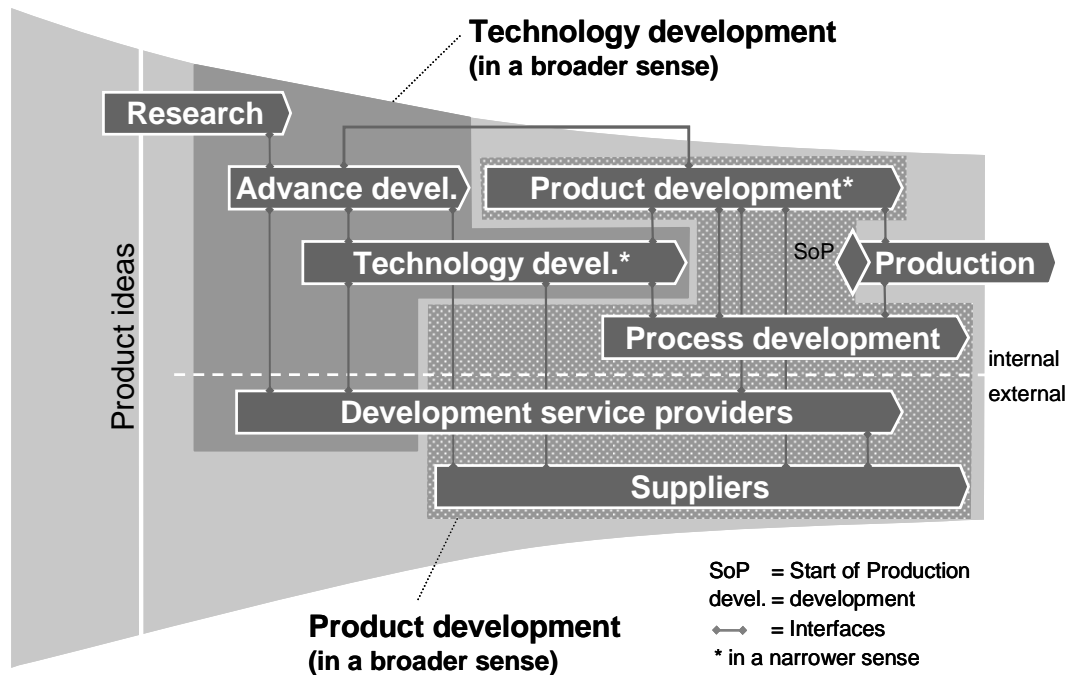 Technology development
(in a broader sense)
Research
Advance devel.
Product development*
Technology devel.*
SoP
Production
Product ideas
Process development
internal
external
Development service providers
Suppliers
Product development
(in a broader sense)
SoP = Start of Production
devel. = development
= Interfaces
* in a narrower sense